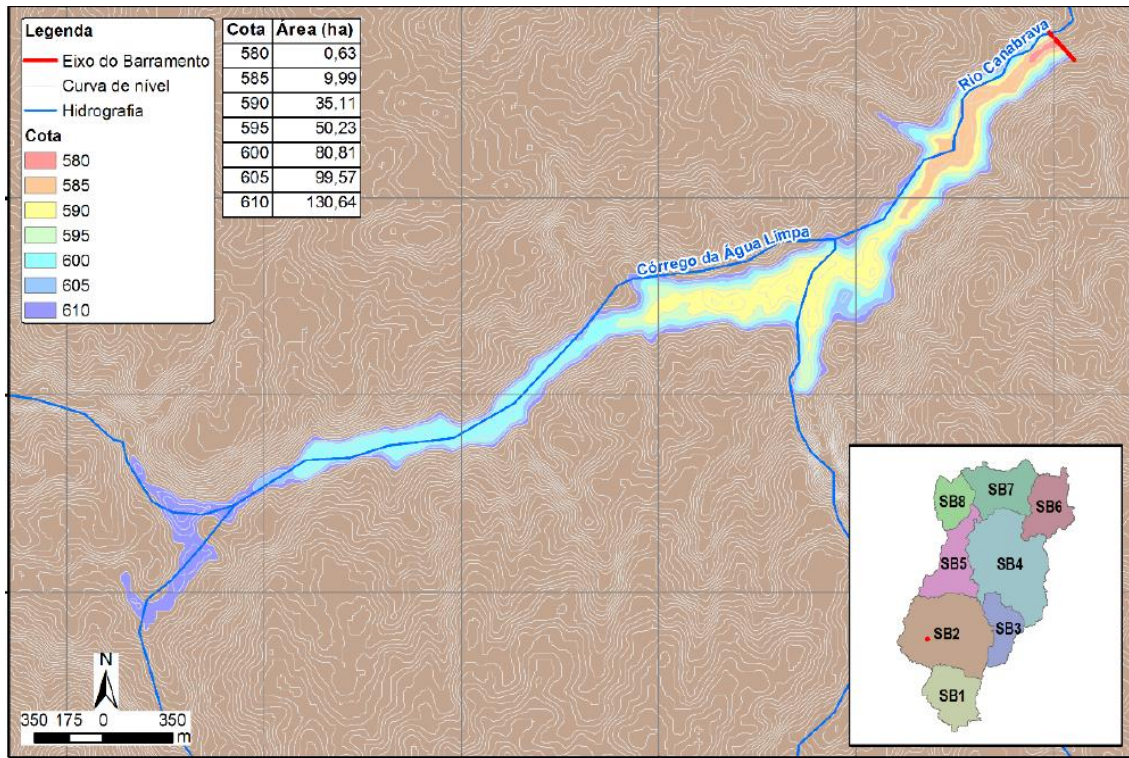 Legenda
Eixo do Barramento
Curva de nível
Hidrografia
Cota
580
585
590
595
600
605
610
Cota Área (ha)
580 0,63
585 9,99
590 35,11
595 50,23
600 80,81
605 99,57
610 130,64
Rio Canabrava
Córrego da Água Limpa
N
350 175 0 350
m
SB8
SB7
SB6
SB5
SB4
SB2
SB3
SB1